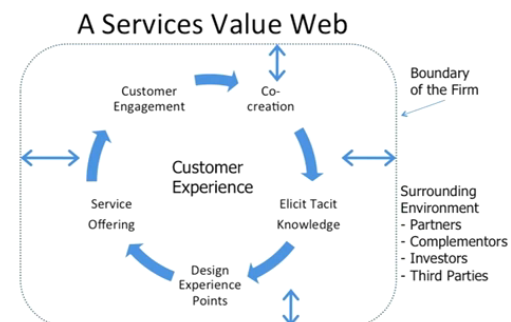 A Services Value Web
Boundary
of the Firm
Customer
Engagement
Co-
creation
Customer
Experience
Service
Offering
Elicit Tacit
Knowledge
Design
Experience
Points
Surrounding
Environment
- Partners
- Complementors
- Investors
- Third Parties